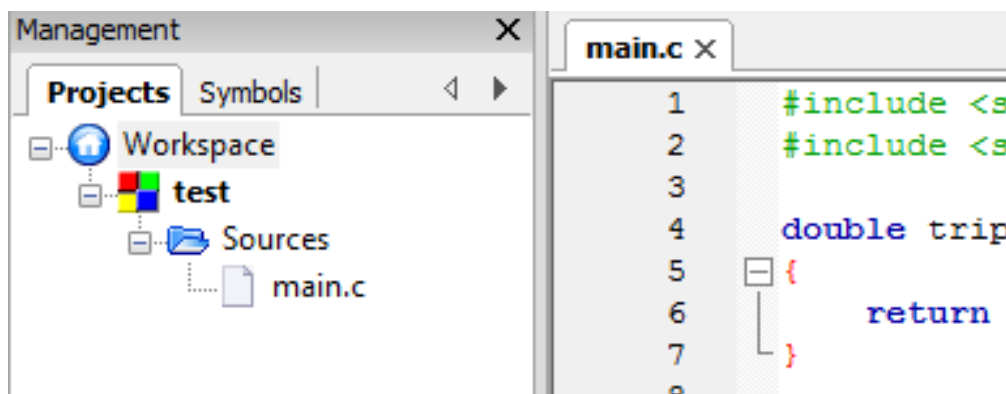 Management
Projects Symbols
Workspace
test
Sources
main.c
main.c
1 #include <s
2 #include <s
3
4 double trip
5 {
6 return
7 }